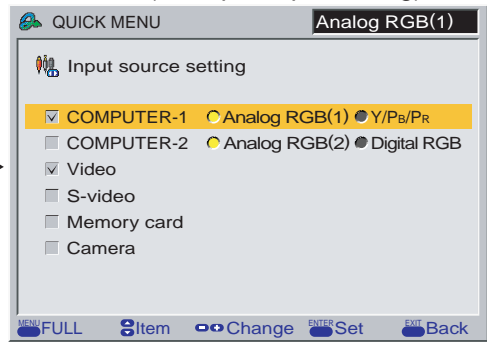 QUICK MENU Analog RGB(1)
Input source setting
COMPUTER-1 Analog RGB(1) Y/PB/PR
COMPUTER-2 Analog RGB(2) Digital RGB
Video
S-video
Memory card
Camera
MENU FULL Item Change ENTER Set EXIT Back